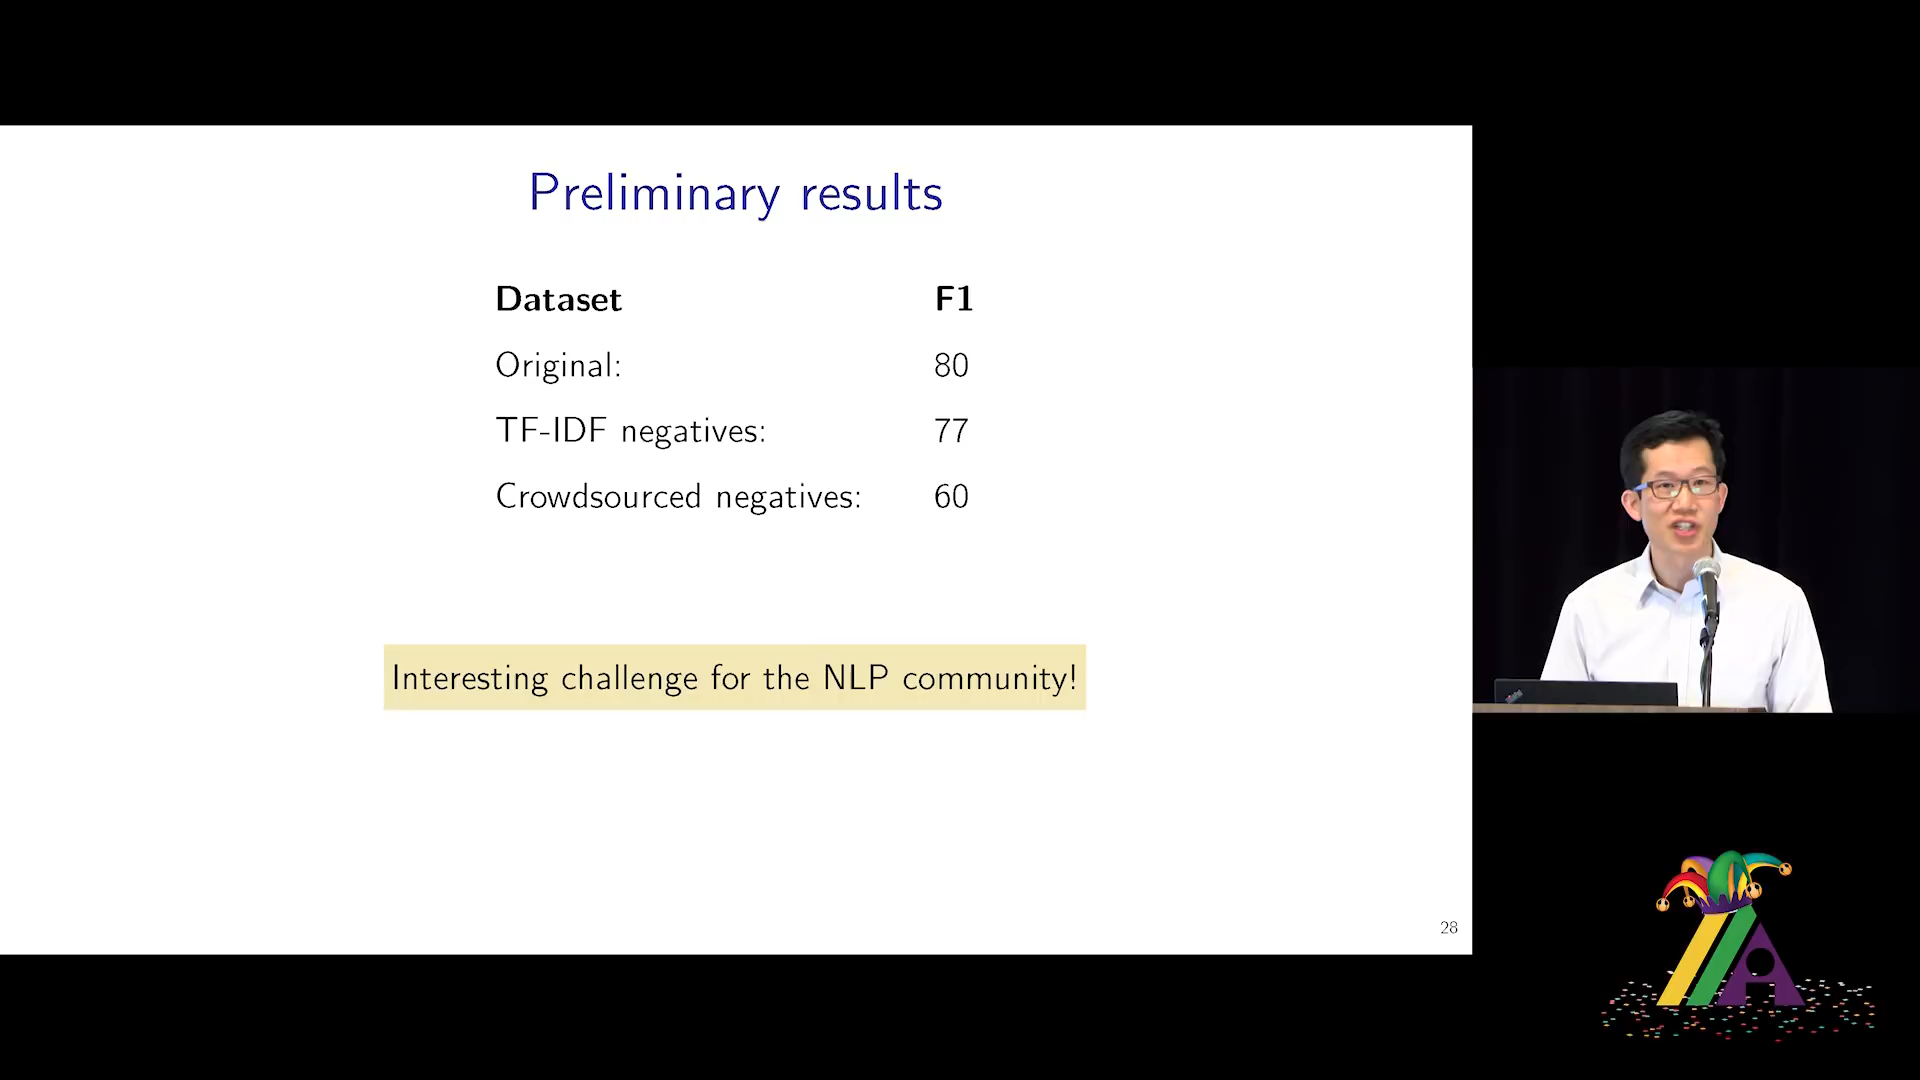 Preliminary results
Dataset F1
Original: 80
TF-IDF negatives: 77
Crowdsourced negatives: 60
Interesting challenge for the NLP community!
28